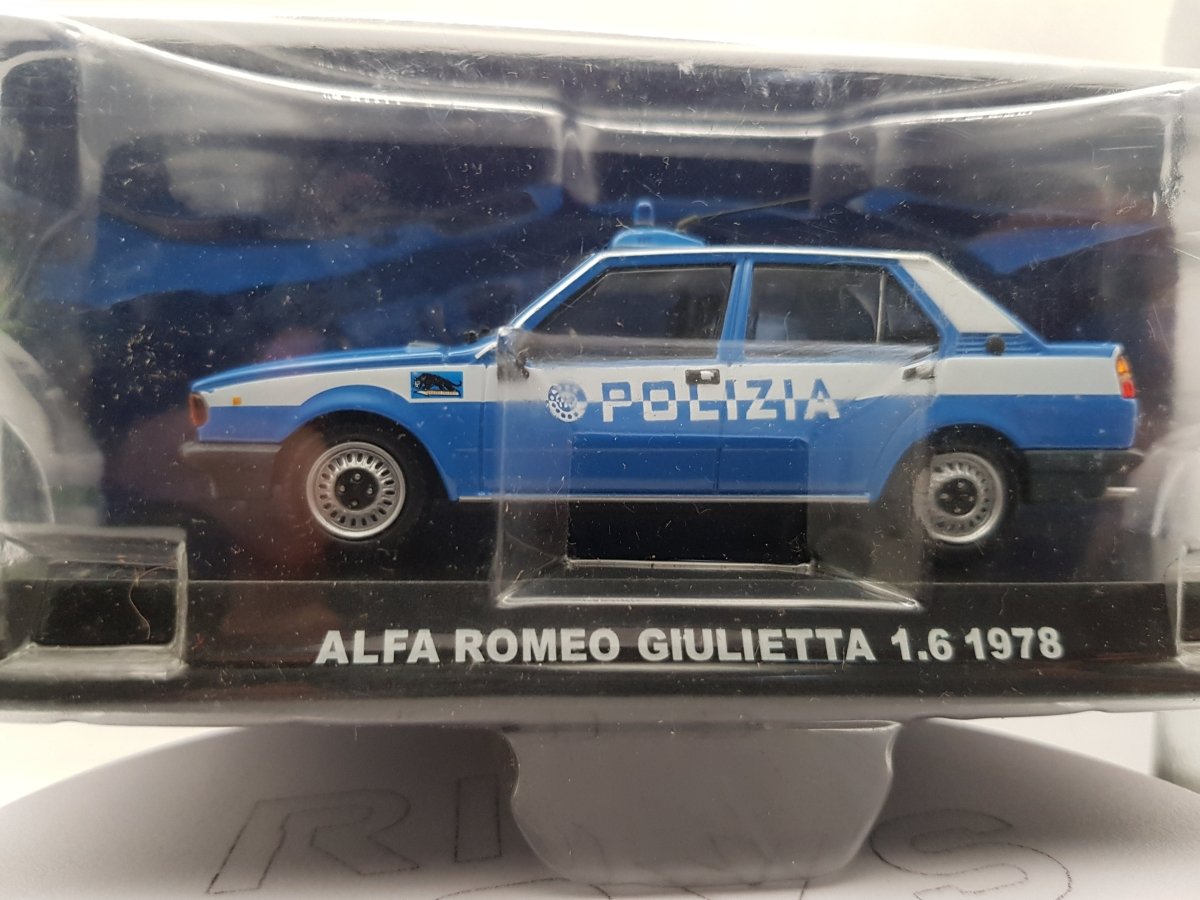 POLIZIA
ALFA ROMEO GIULIETTA 1.6 1978